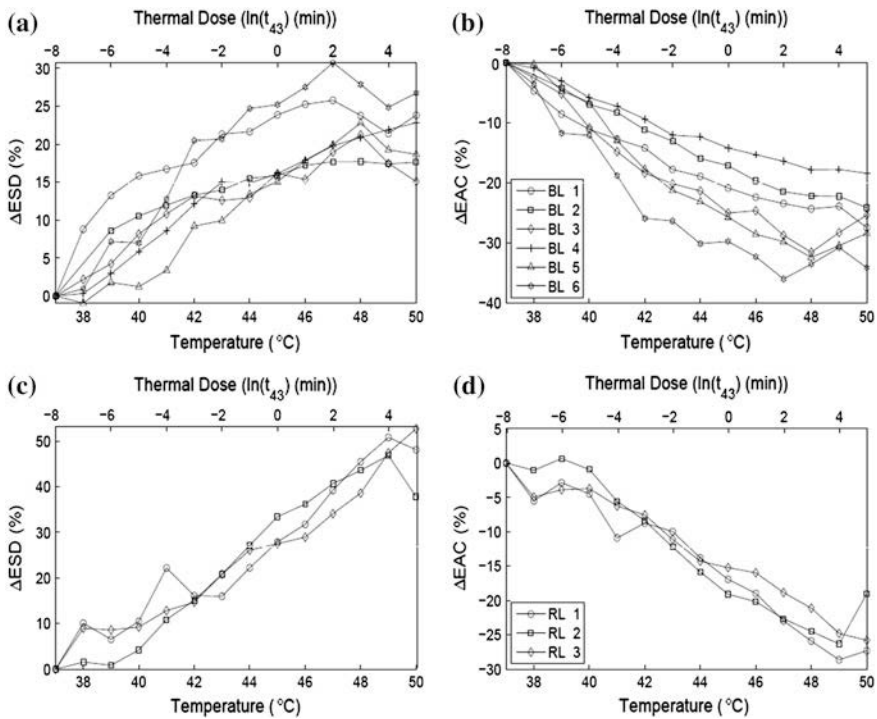 (a)
Thermal Dose (ln(t43) (min))
−8 −6 −4 −2 0 2 4
ΔESD (%)
30
25
20
15
10
5
0
38 40 42 44 46 48 50
Temperature ( °C)
(b)
Thermal Dose (ln(t43) (min))
−8 −6 −4 −2 0 2 4
ΔEAC (%)
0
−10
−20
−30
−40
BL 1
BL 2
BL 3
BL 4
BL 5
BL 6
38 40 42 44 46 48 50
Temperature ( °C)
(c)
Thermal Dose (ln(t43) (min))
−8 −6 −4 −2 0 2 4
ΔESD (%)
50
40
30
20
10
0
38 40 42 44 46 48 50
Temperature ( °C)
(d)
Thermal Dose (ln(t43) (min))
−8 −6 −4 −2 0 2 4
ΔEAC (%)
5
0
−5
−10
−15
−20
−25
−30
RL 1
RL 2
RL 3
38 40 42 44 46 48 50
Temperature ( °C)